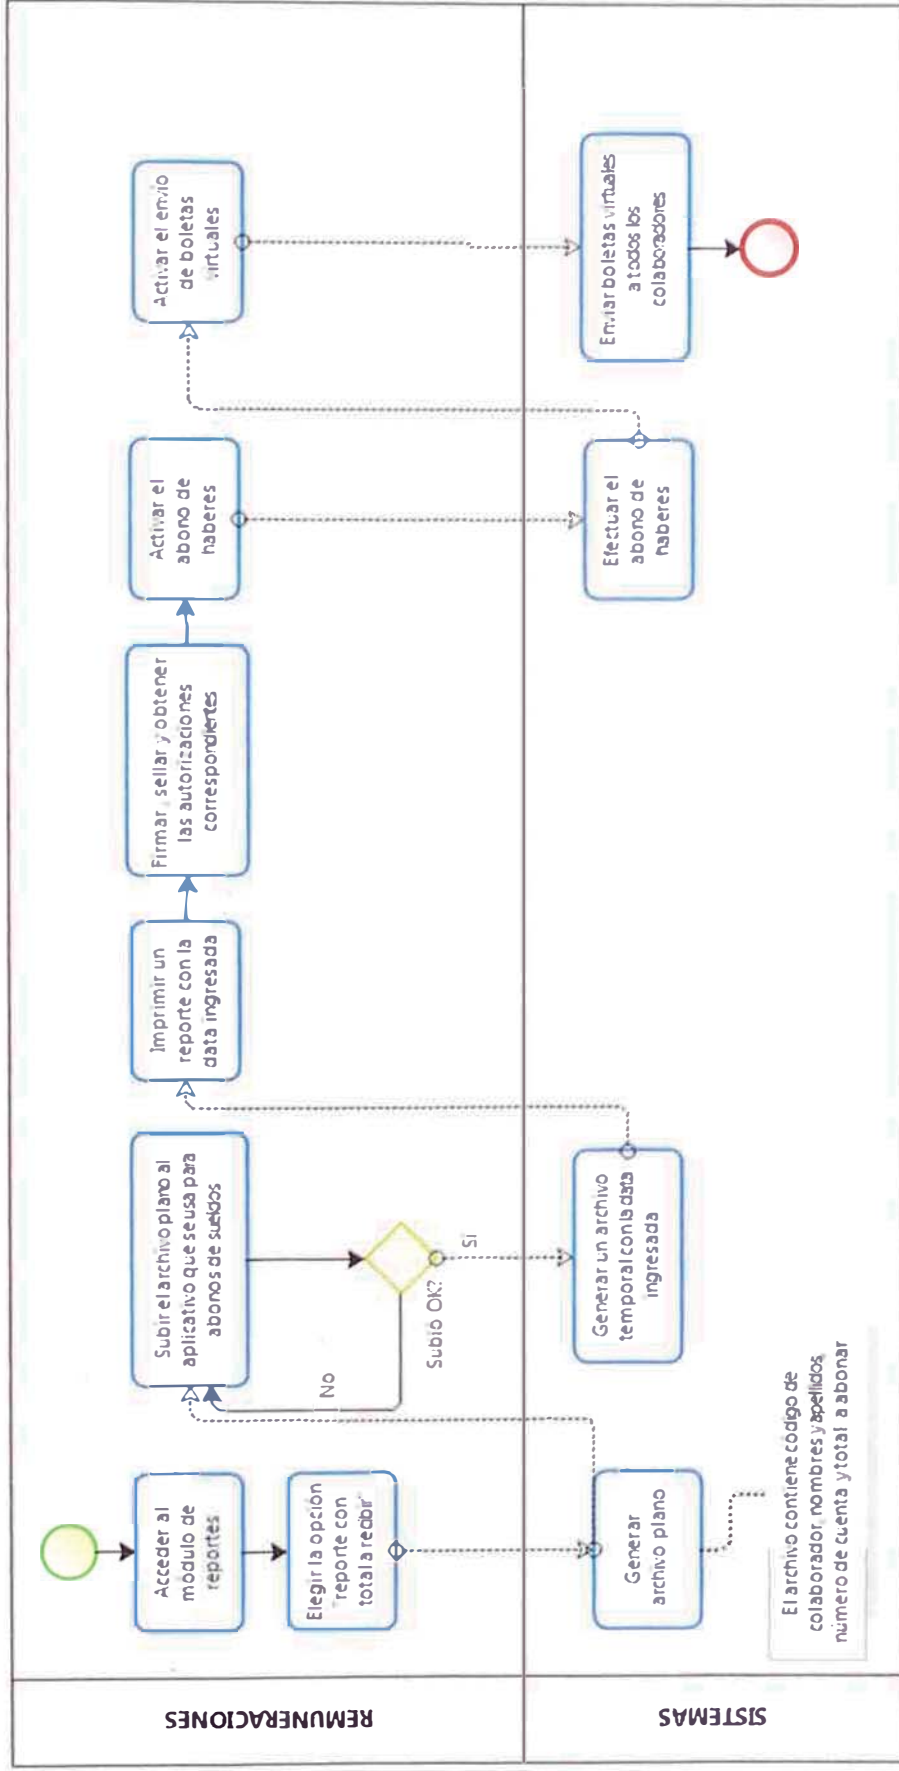 REMUNERACIONES
Acceder al
módulo de
reportes
Elegir la opción
"reporte con
total a recibir"
Subir el archivo plano al
aplicativo que se usa para
abonos de sueldos
No
Subió OK?
Si
Imprimir un
reporte con la
data ingresada
Firmar, sellar y obtener
las autorizaciones
correspondientes
Activar el
abono de
haberes
Activar el envio
de boletas
virtuales
SISTEMAS
Generar
archivo plano
El archivo contiene código de
colaborador, nombres y apellidos,
número de cuenta y total a abonar
Generar un archivo
temporal con la data
ingresada
Efectuar el
abono de
haberes
Enviar boletas virtuales
a todos los
colaboradores